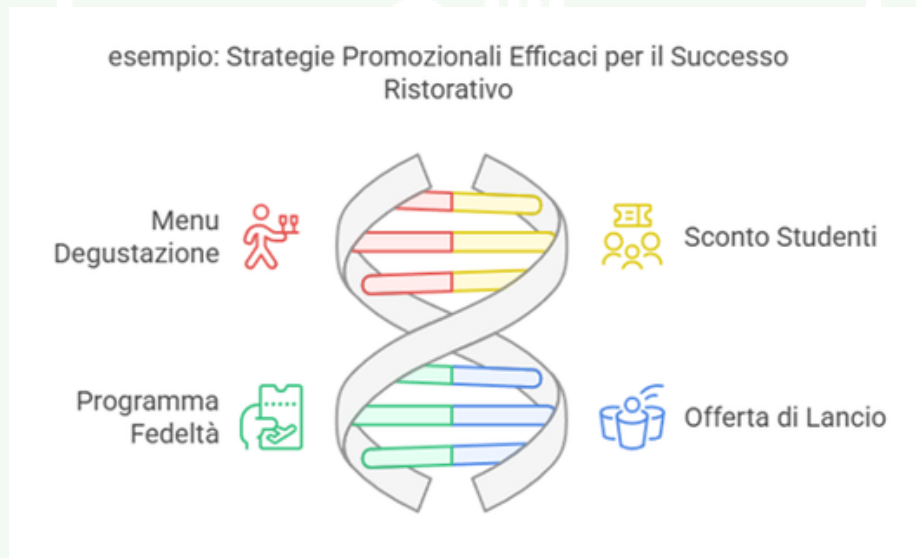 esempio: Strategie Promozionali Efficaci per il Successo
Ristorativo
Menu
Degustazione
Sconto Studenti
Programma
Fedeltà
Offerta di Lancio